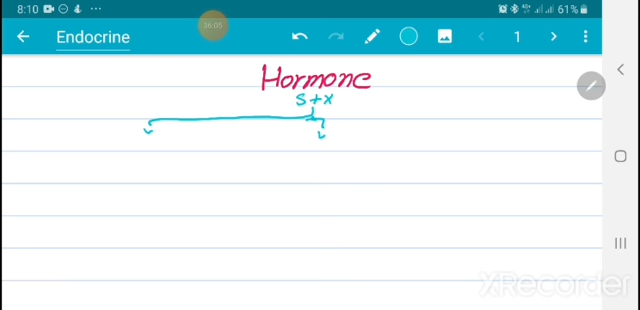 8:10 61%
36:05
Endocrine 1
Hormone
S + x
XRecorder